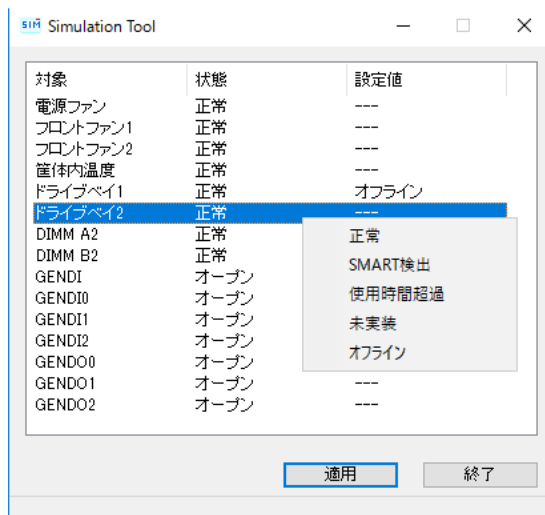 SIM Simulation Tool
対象 状態 設定値
電源ファン 正常 ---
フロントファン1 正常 ---
フロントファン2 正常 ---
筐体内温度 正常 ---
ドライブベイ1 正常 オフライン
ドライブベイ2 正常 ---
DIMM A2 正常
DIMM B2 正常
GENDI オープン
GENDI0 オープン
GENDI1 オープン
GENDI2 オープン
GENDO0 オープン
GENDO1 オープン ---
GENDO2 オープン ---
正常
SMART検出
使用時間超過
未実装
オフライン
適用 終了